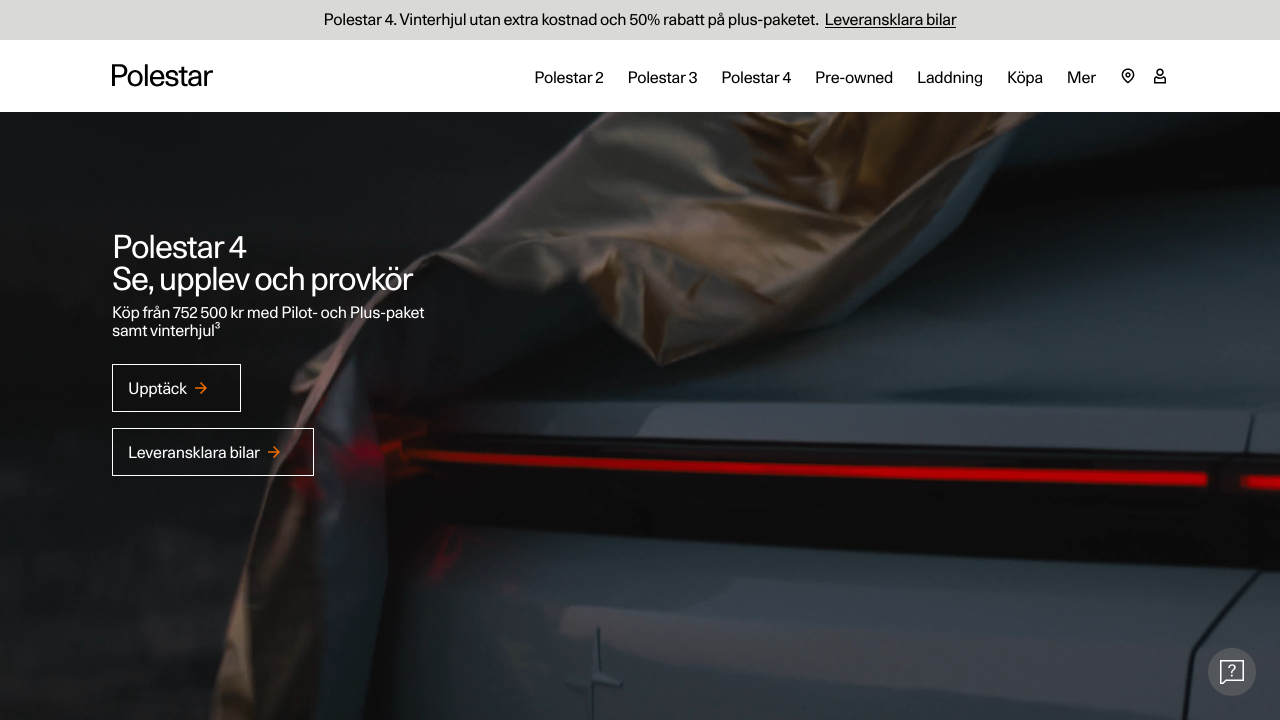 Polestar 4. Vinterhjul utan extra kostnad och 50% rabatt på plus-paketet. Leveransklara bilar
Polestar
Polestar 2
Polestar 3
Polestar 4
Pre-owned
Laddning
Köpa
Mer
Polestar 4
Se, upplev och provkör
Köp från 752 500 kr med Pilot- och Plus-paket
samt vinterhjul³
Upptäck
Leveransklara bilar